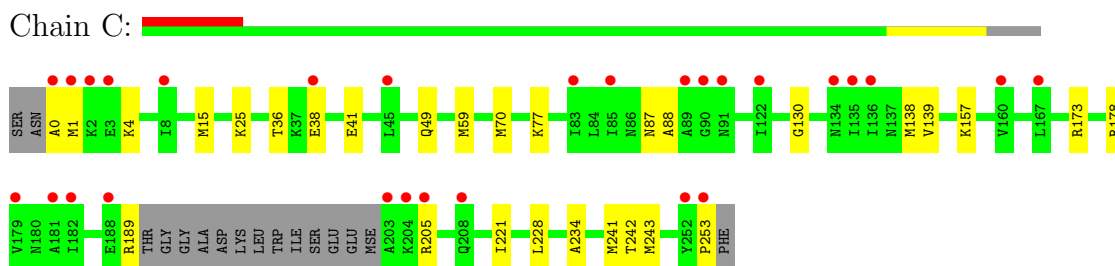 Chain C:
SER ASN A0 M1 K2 E3 K4 I8 M15 K25 T36 K37 E38 E41 L45 Q49 M59 M70 K77 I83 L84 I85 N86 N87 A88 A89 G90 N91 I122 G130 N134 I135 I136 N137 M138 V139 K157 V160 L167 R173
V179 N180 A181 I182 E188 R189 THR GLY GLY ALA ASP LYS LEU TRP ILE SER GLU GLU MSE A203 K204 R205 Q208 I221 L228 A234 M241 T242 M243 Y252 P253 PHE